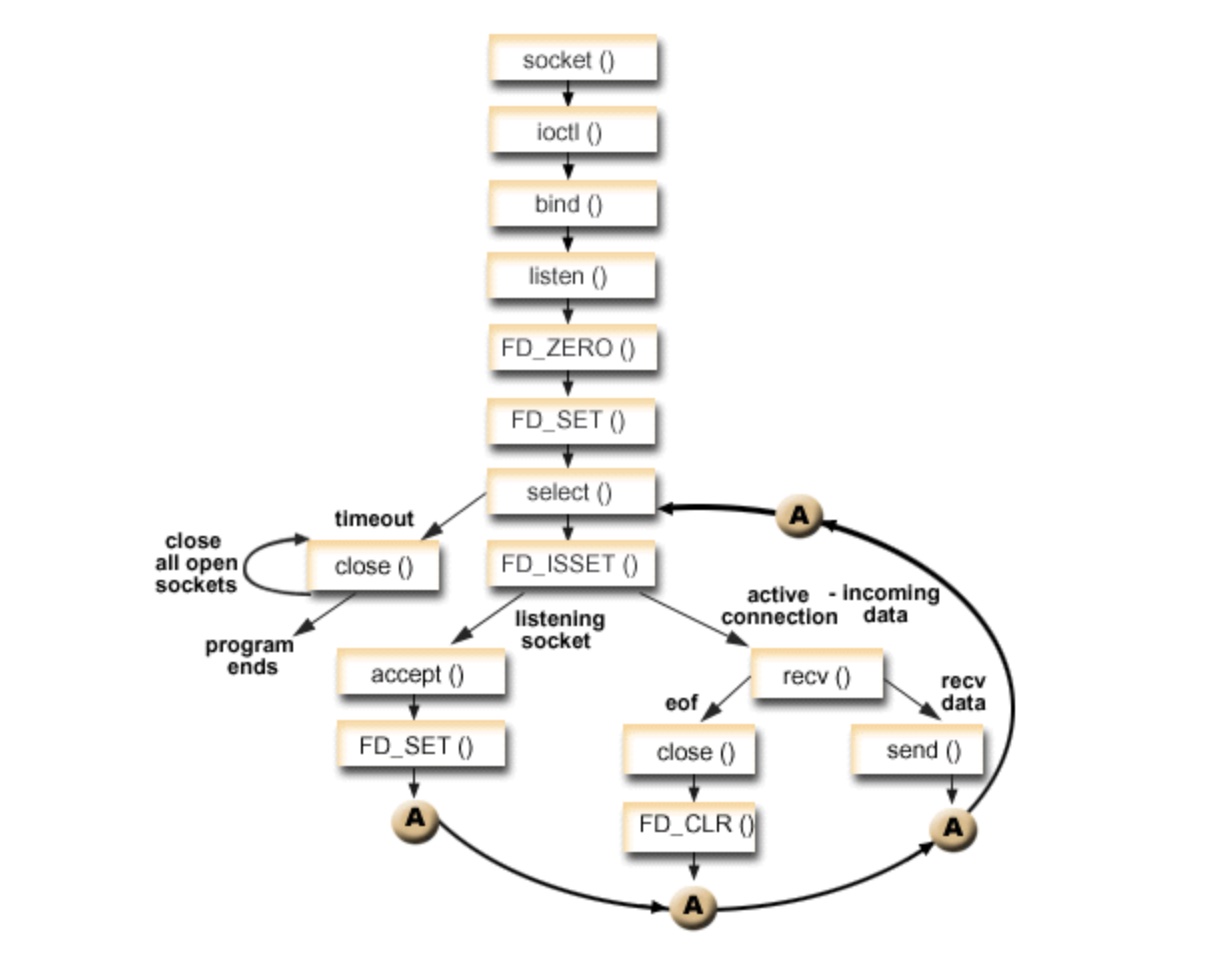 socket ()
ioctl ()
bind ()
listen ()
FD_ZERO ()
FD_SET ()
select ()
A
timeout
close
all open
sockets
close ()
FD_ISSET ()
program
ends
listening
socket
active - incoming
connection data
accept ()
recv ()
eof
recv
data
FD_SET ()
close ()
send ()
A
FD_CLR ()
A
A